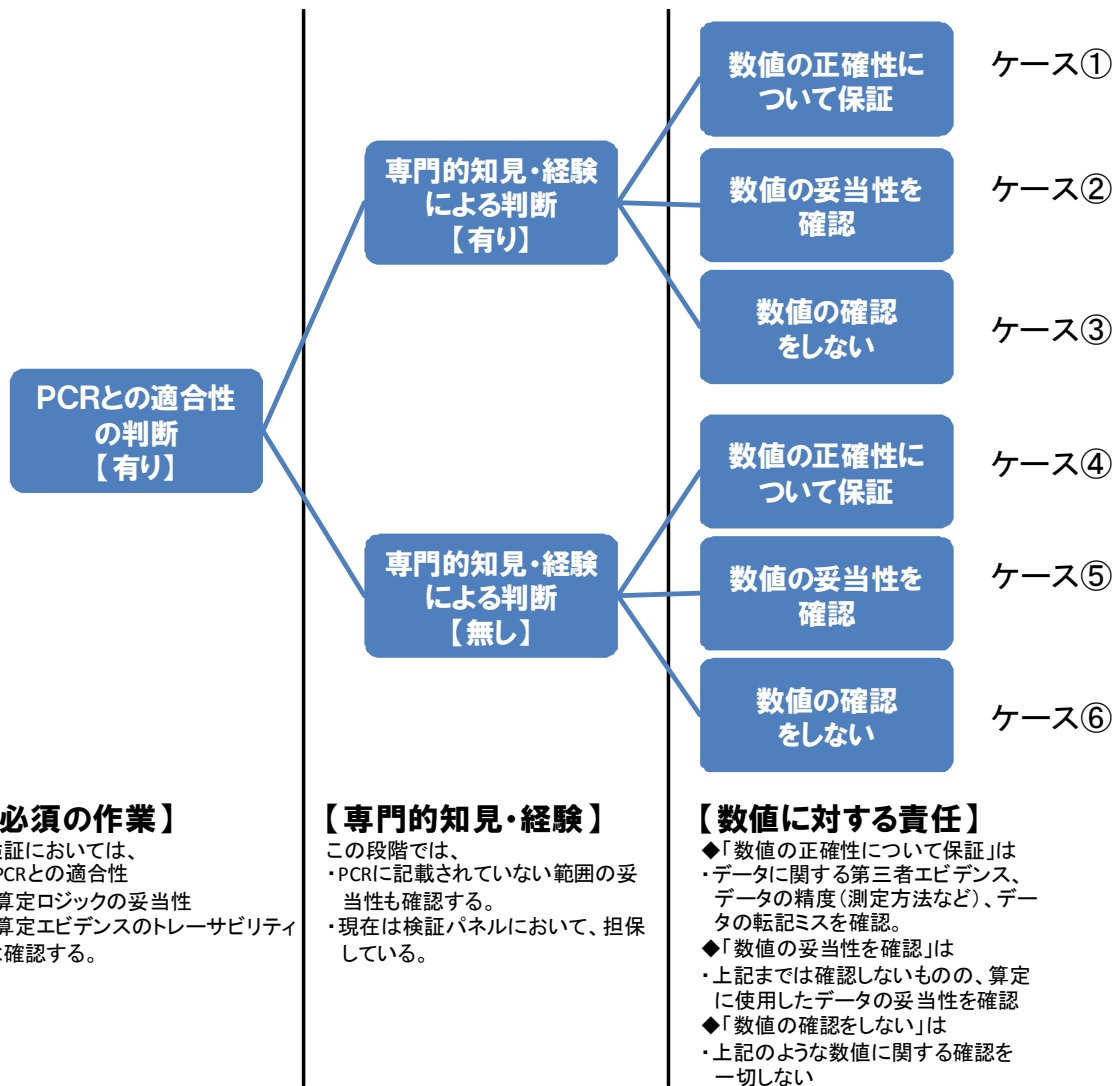 数値の正確性に
ついて保証
ケース①
専門的知見・経験
による判断
【有り】
数値の妥当性を
確認
ケース②
数値の確認
をしない
ケース③
PCRとの適合性
の判断
【有り】
数値の正確性に
ついて保証
ケース④
専門的知見・経験
による判断
【無し】
数値の妥当性を
確認
ケース⑤
数値の確認
をしない
ケース⑥
必須の作業】
証においては、
PCRとの適合性
算定ロジックの妥当性
算定エビデンスのトレーサビリティ
確認する。
【専門的知見・経験】
この段階では、
・PCRに記載されていない範囲の妥
当性も確認する。
・現在は検証パネルにおいて、担保
している。
【数値に対する責任】
◆「数値の正確性について保証」は
・データに関する第三者エビデンス、
データの精度(測定方法など)、デー
タの転記ミスを確認。
◆「数値の妥当性を確認」は
・上記までは確認しないものの、算定
に使用したデータの妥当性を確認
◆「数値の確認をしない」は
・上記のような数値に関する確認を
一切しない